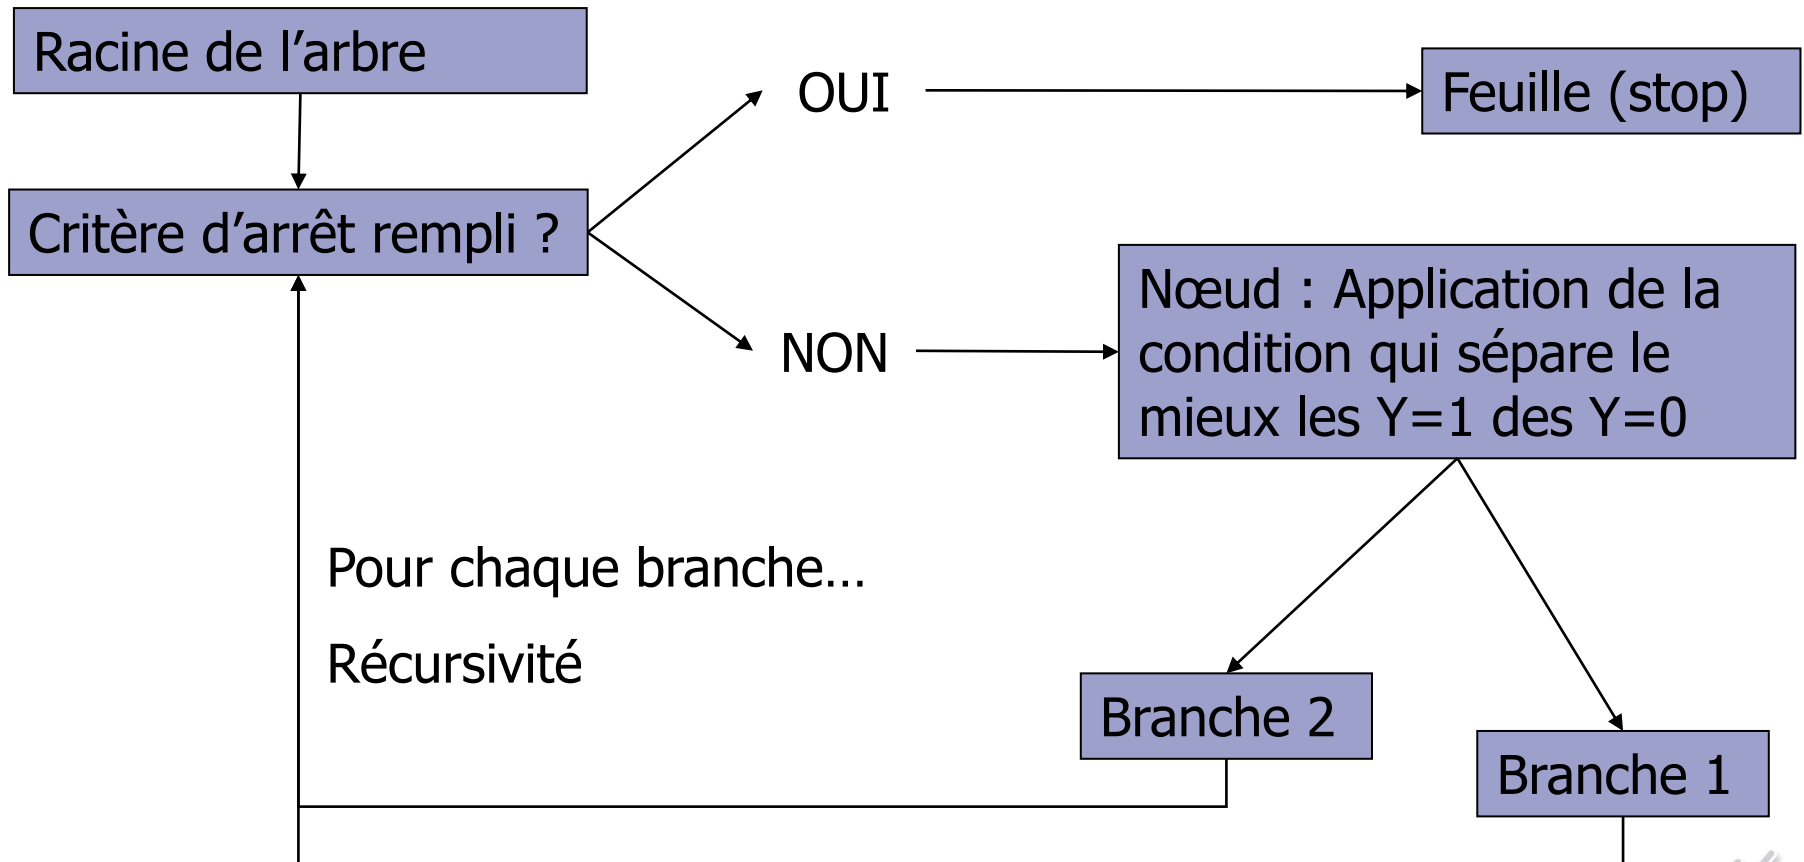 Racine de l’arbre
OUI
Feuille (stop)
Critère d’arrêt rempli ?
NON
Nœud : Application de la
condition qui sépare le
mieux les Y=1 des Y=0
Pour chaque branche…
Récursivité
Branche 2
Branche 1